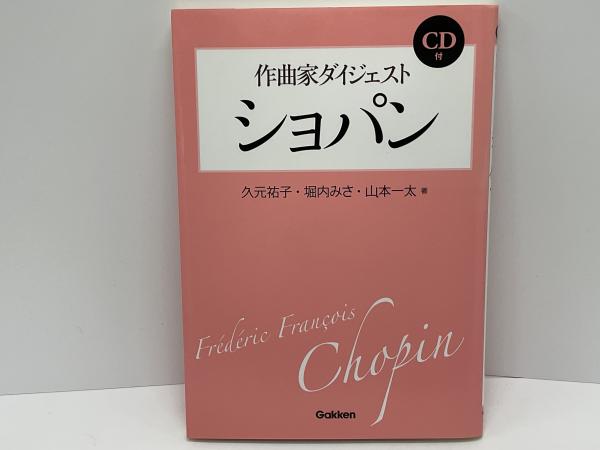 CD
付
作曲家ダイジェスト
ショパン
久元祐子・堀内みさ・山本一太 著
Frédéric François
Chopin
Gakken